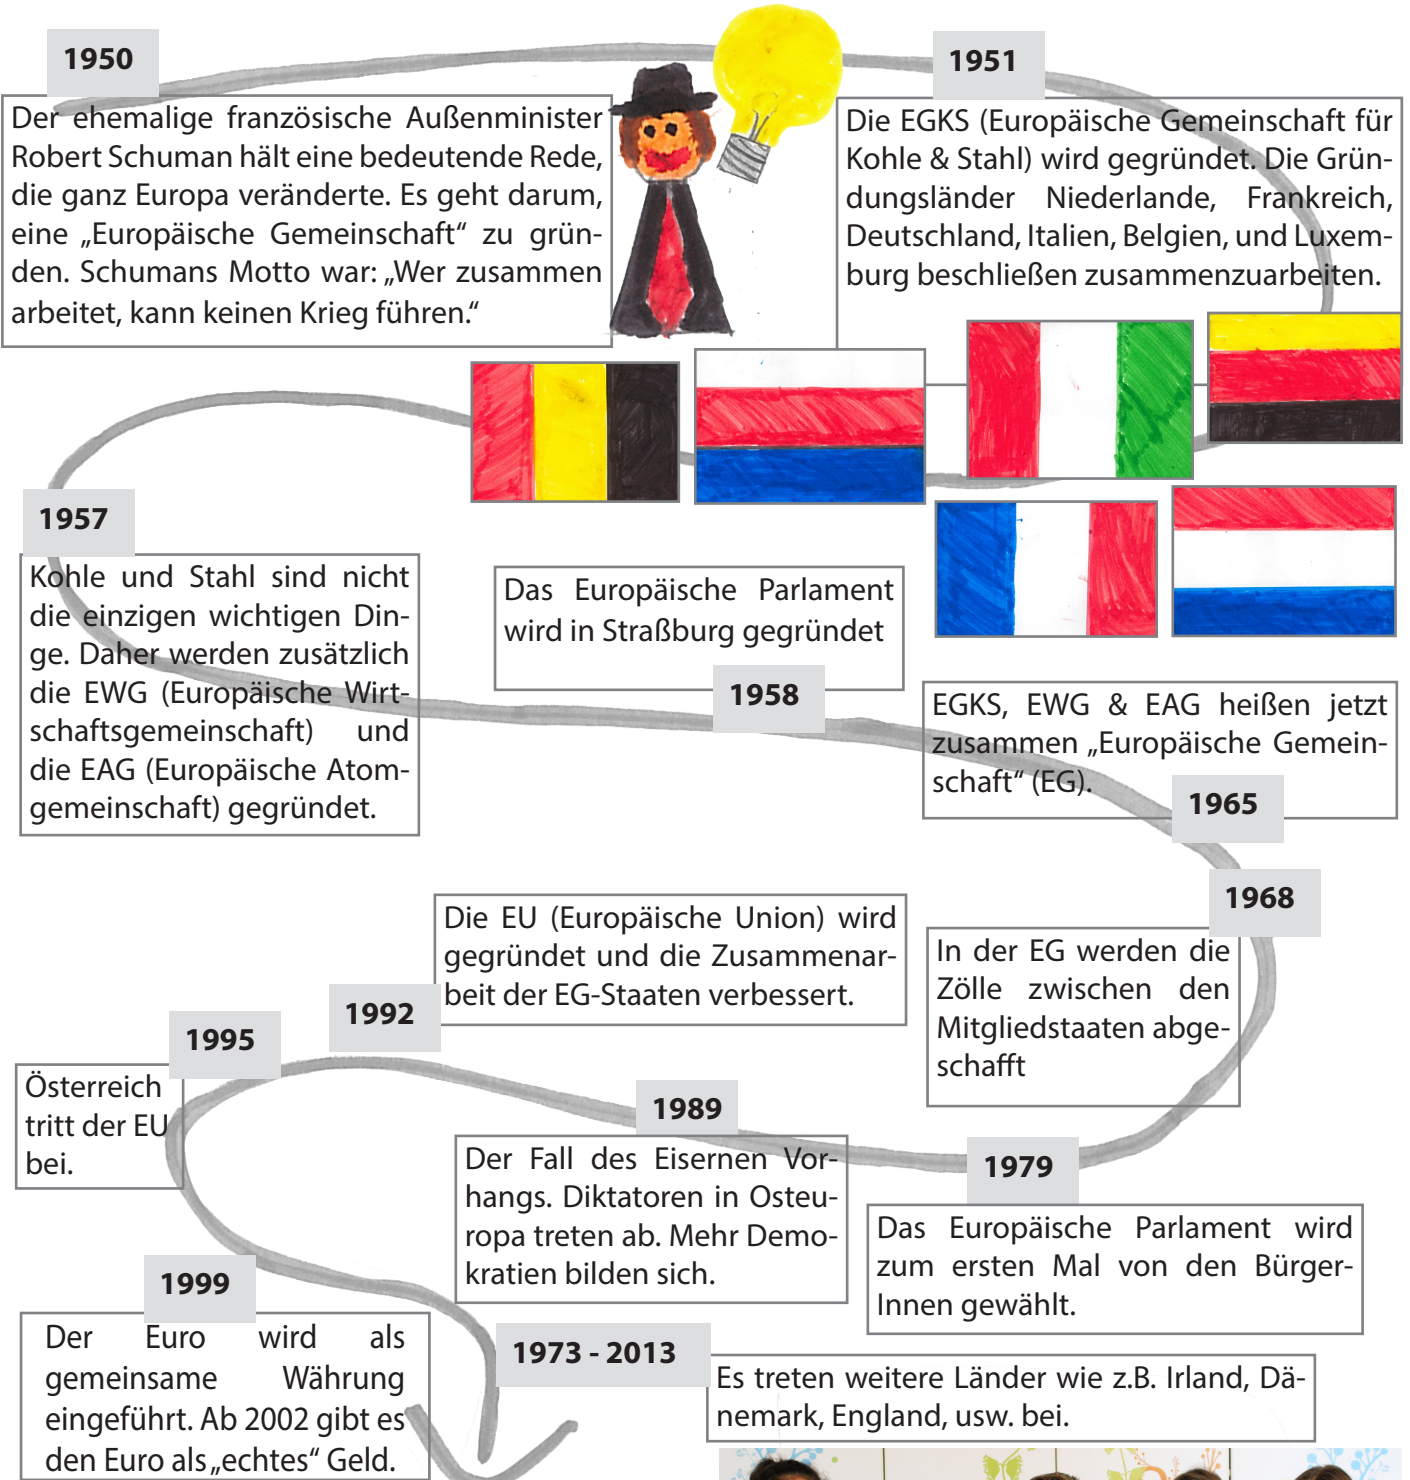 1950
Der ehemalige französische Außenminister
Robert Schuman hält eine bedeutende Rede,
die ganz Europa veränderte. Es geht darum,
eine „Europäische Gemeinschaft“ zu grün-
den. Schumans Motto war: „Wer zusammen
arbeitet, kann keinen Krieg führen.“
1951
Die EGKS (Europäische Gemeinschaft für
Kohle & Stahl) wird gegründet. Die Grün-
dungsländer Niederlande, Frankreich,
Deutschland, Italien, Belgien, und Luxem-
burg beschließen zusammenzuarbeiten.
1957
Kohle und Stahl sind nicht
die einzigen wichtigen Din-
ge. Daher werden zusätzlich
die EWG (Europäische Wirt-
schaftsgemeinschaft) und
die EAG (Europäische Atom-
gemeinschaft) gegründet.
Das Europäische Parlament
wird in Straßburg gegründet
1958
EGKS, EWG & EAG heißen jetzt
zusammen „Europäische Gemein-
schaft“ (EG).
1965
1968
In der EG werden die
Zölle zwischen den
Mitgliedstaaten abge-
schafft
1979
Das Europäische Parlament wird
zum ersten Mal von den Bürger-
Innen gewählt.
1989
Der Fall des Eisernen Vor-
hangs. Diktatoren in Osteu-
ropa treten ab. Mehr Demo-
kratien bilden sich.
Die EU (Europäische Union) wird
gegründet und die Zusammenar-
beit der EG-Staaten verbessert.
1992
1995
Österreich
tritt der EU
bei.
1999
Der Euro wird als
gemeinsame Währung
eingeführt. Ab 2002 gibt es
den Euro als „echtes“ Geld.
1973 - 2013
Es treten weitere Länder wie z.B. Irland, Dä-
nemark, England, usw. bei.